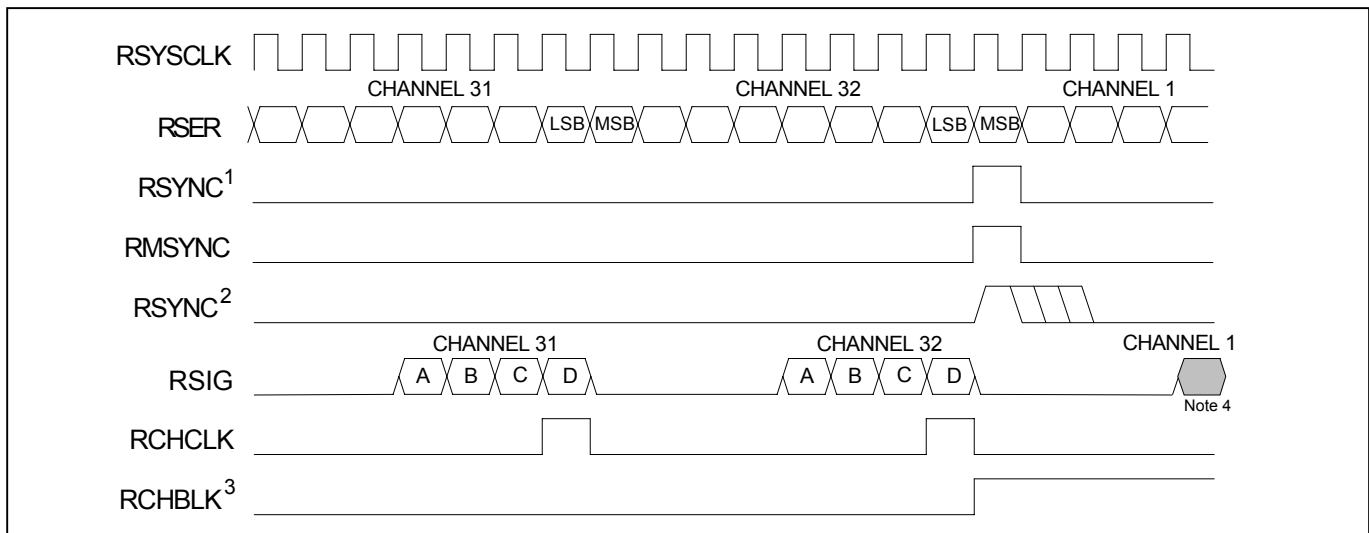 RSYSCLK
CHANNEL 31 CHANNEL 32 CHANNEL 1
RSER LSB MSB LSB MSB
RSYNC¹
RMSYNC
RSYNC²
CHANNEL 31 CHANNEL 32 CHANNEL 1
RSIG A B C D A B C D
Note 4
RCHCLK
RCHBLK³